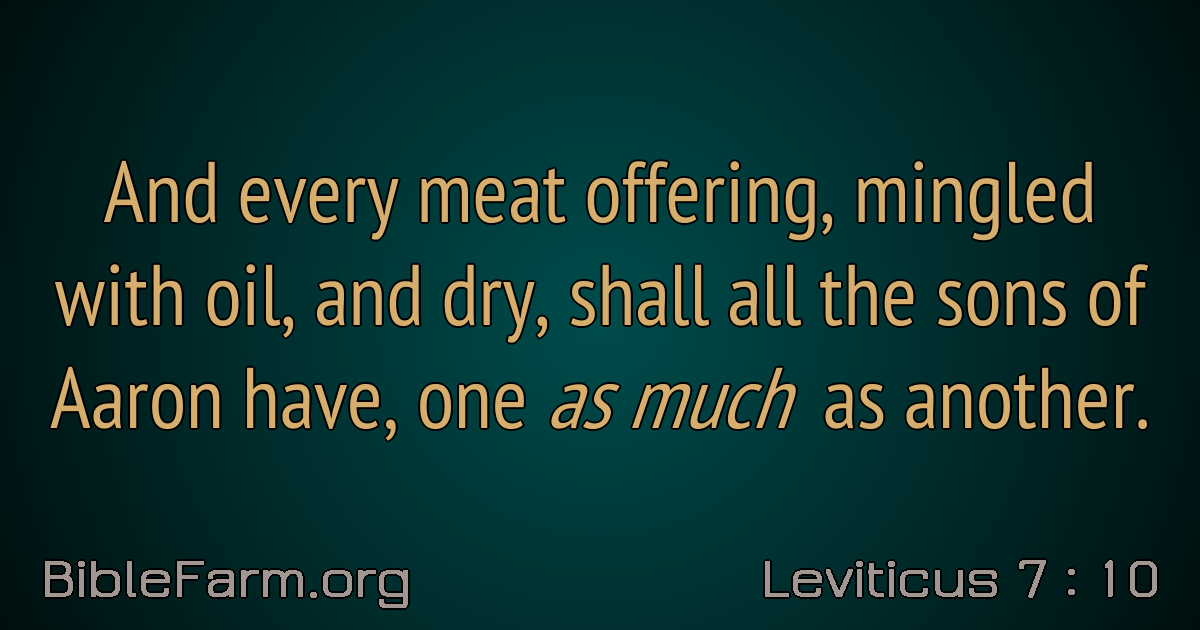 And every meat offering, mingled
with oil, and dry, shall all the sons of
Aaron have, one as much as another.
BibleFarm.org
Leviticus 7 : 10